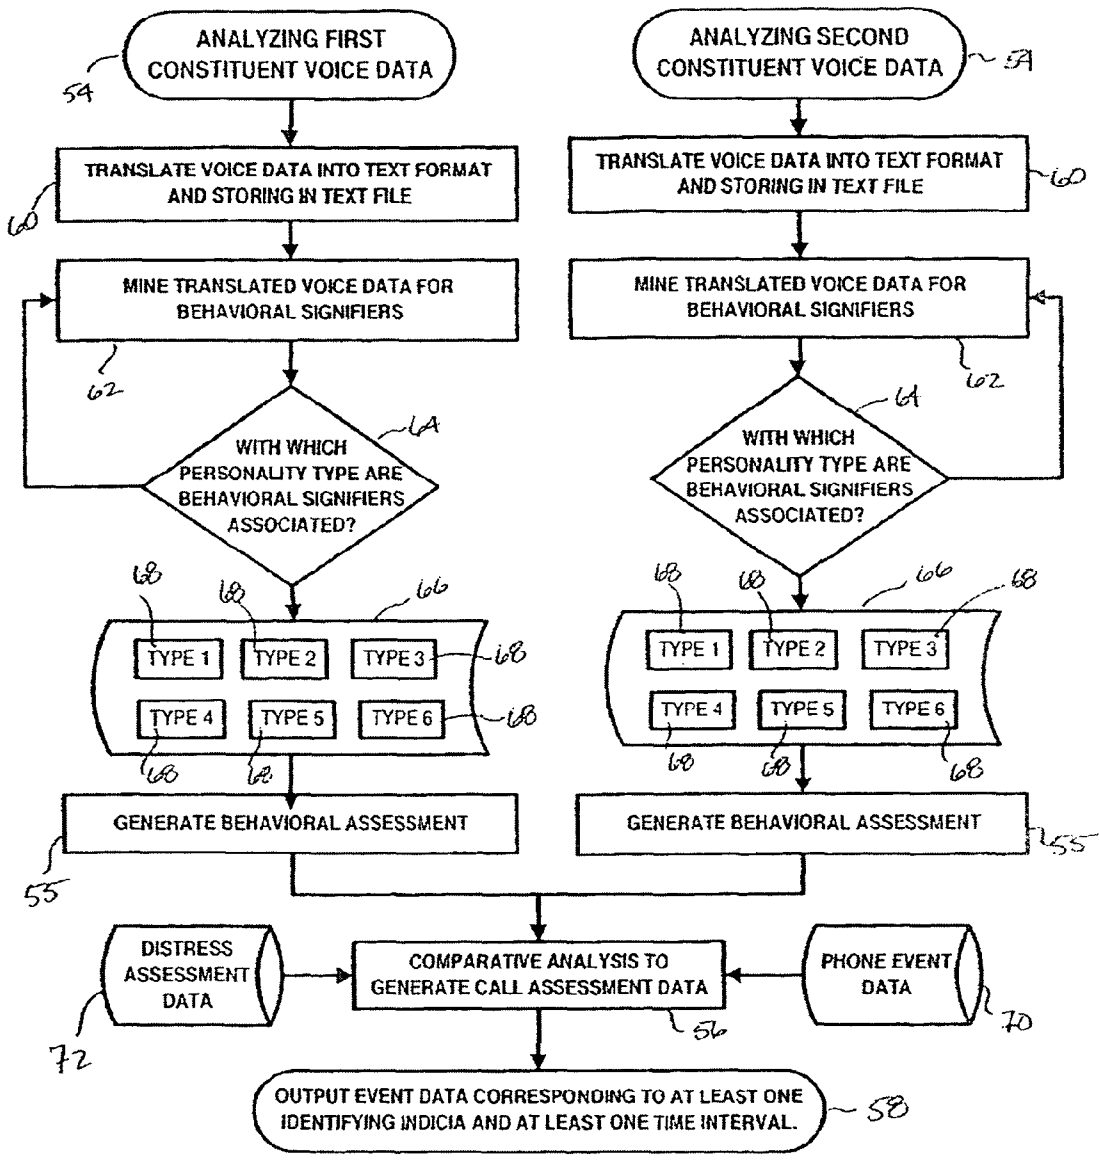 ANALYZING FIRST
CONSTITUENT VOICE DATA
54
TRANSLATE VOICE DATA INTO TEXT FORMAT
AND STORING IN TEXT FILE
60
MINE TRANSLATED VOICE DATA FOR
BEHAVIORAL SIGNIFIERS
62
64
WITH WHICH
PERSONALITY TYPE ARE
BEHAVIORAL SIGNIFIERS
ASSOCIATED?
68
68
66
TYPE 1
TYPE 2
TYPE 3
68
TYPE 4
TYPE 5
TYPE 6
68
68
68
GENERATE BEHAVIORAL ASSESSMENT
55
ANALYZING SECOND
CONSTITUENT VOICE DATA
54
TRANSLATE VOICE DATA INTO TEXT FORMAT
AND STORING IN TEXT FILE
60
MINE TRANSLATED VOICE DATA FOR
BEHAVIORAL SIGNIFIERS
62
64
WITH WHICH
PERSONALITY TYPE ARE
BEHAVIORAL SIGNIFIERS
ASSOCIATED?
68
68
66
68
TYPE 1
TYPE 2
TYPE 3
TYPE 4
TYPE 5
TYPE 6
68
68
68
GENERATE BEHAVIORAL ASSESSMENT
55
DISTRESS
ASSESSMENT
DATA
72
COMPARATIVE ANALYSIS TO
GENERATE CALL ASSESSMENT DATA
56
PHONE EVENT
DATA
70
OUTPUT EVENT DATA CORRESPONDING TO AT LEAST ONE
IDENTIFYING INDICIA AND AT LEAST ONE TIME INTERVAL.
58